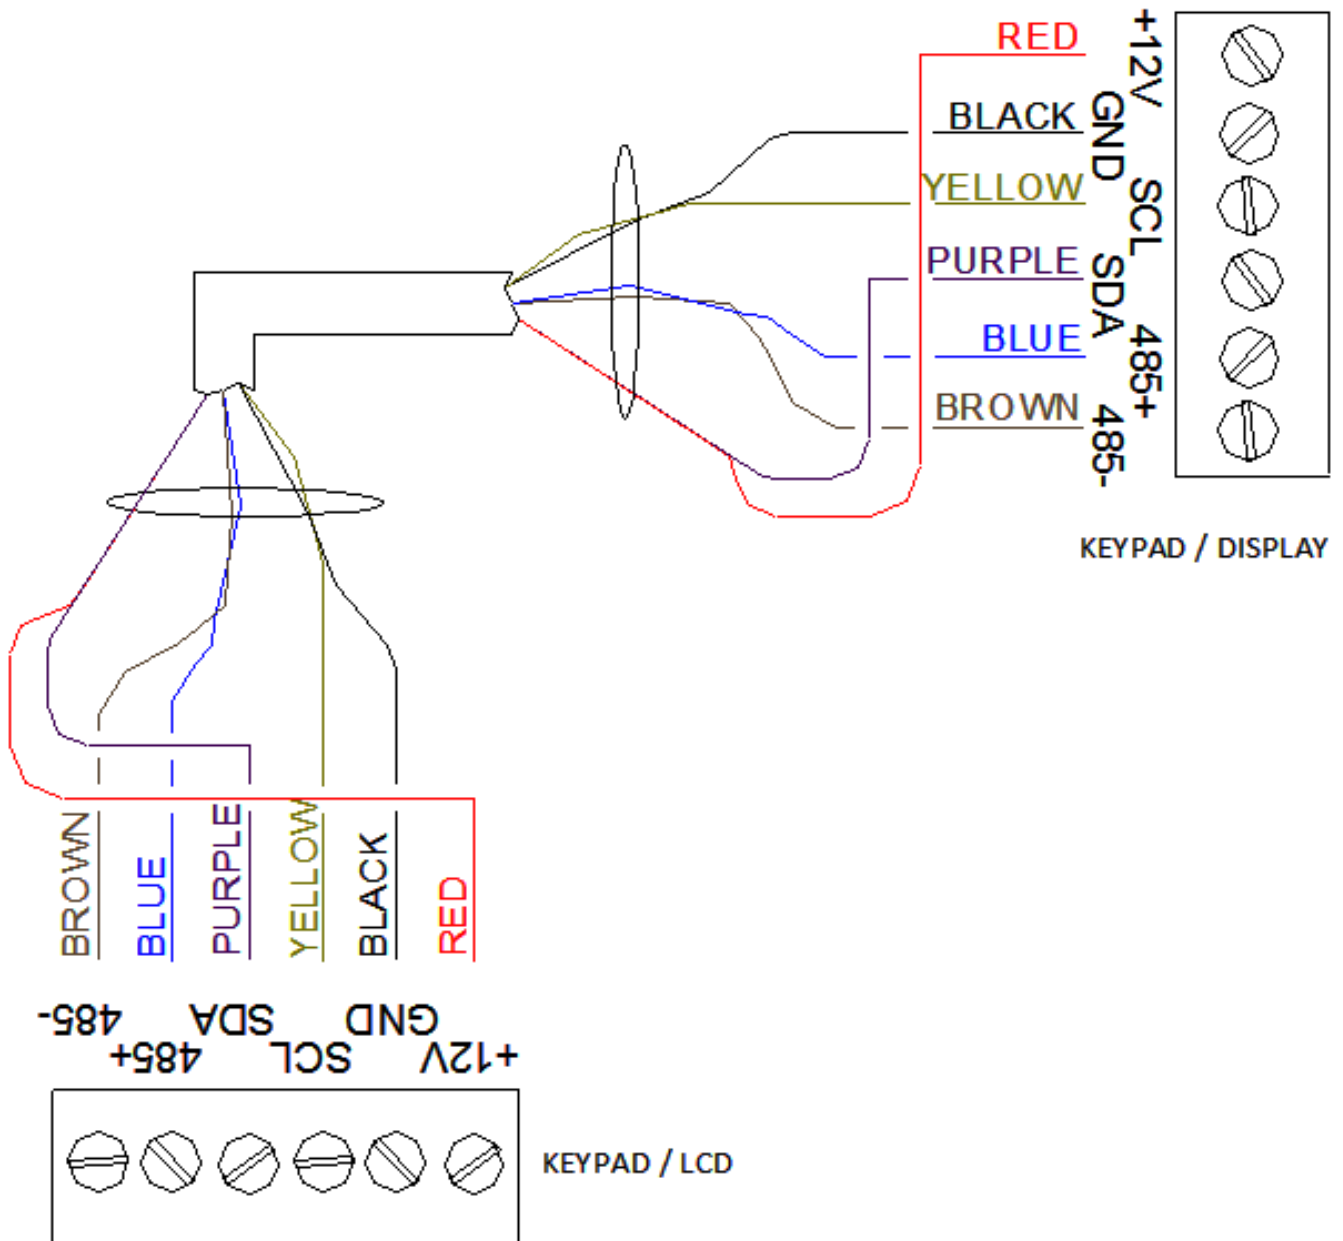 RED
+12V
BLACK
GND
YELLOW
SCL
PURPLE
SDA
BLUE
485+
BROWN
485-
KEYPAD / DISPLAY
BROWN
BLUE
PURPLE
YELLOW
BLACK
RED
485- SDA GND
485+ SCL +12V
KEYPAD / LCD